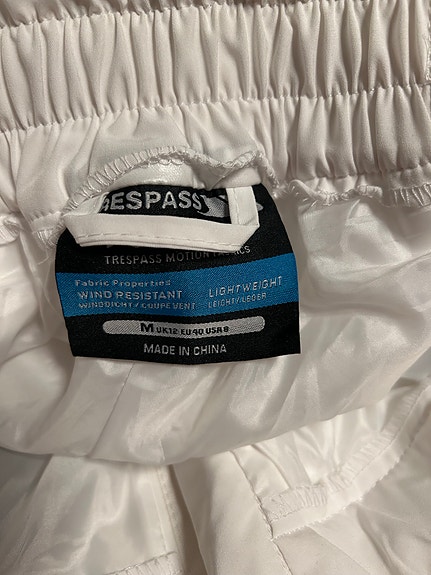 RESPASS
TRESPASS MOTION FABRICS
Fabric Properties
WIND RESISTANT LIGHTWEIGHT
WINDDICHT / COUPE VENT LEICHT/LEGER
M UK12 EU40 USA8
MADE IN CHINA